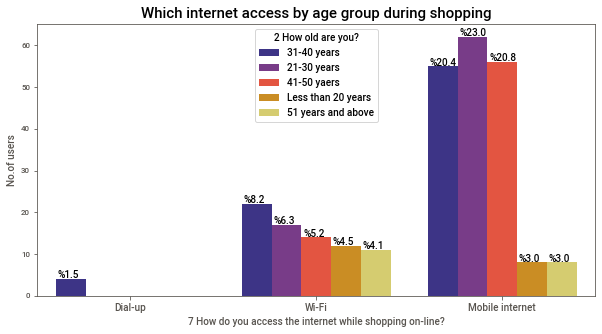 Which internet access by age group during shopping
2 How old are you?
31-40 years
21-30 years
41-50 yaers
Less than 20 years
51 years and above
No.of users
60
50
40
30
20
10
0
%1.5
%8.2
%6.3
%5.2
%4.5
%4.1
%20.4
%23.0
%20.8
%3.0
%3.0
Dial-up
Wi-Fi
Mobile internet
7 How do you access the internet while shopping on-line?